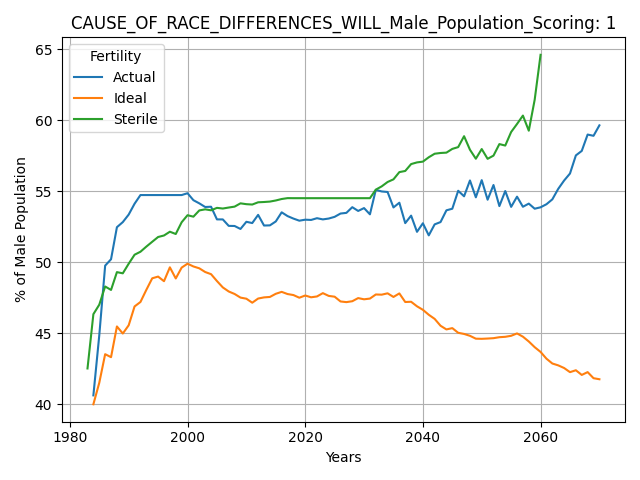 CAUSE_OF_RACE_DIFFERENCES_WILL_Male_Population_Scoring: 1
Fertility
Actual
Ideal
Sterile
% of Male Population
65
60
55
50
45
40
1980
2000
2020
2040
2060
Years